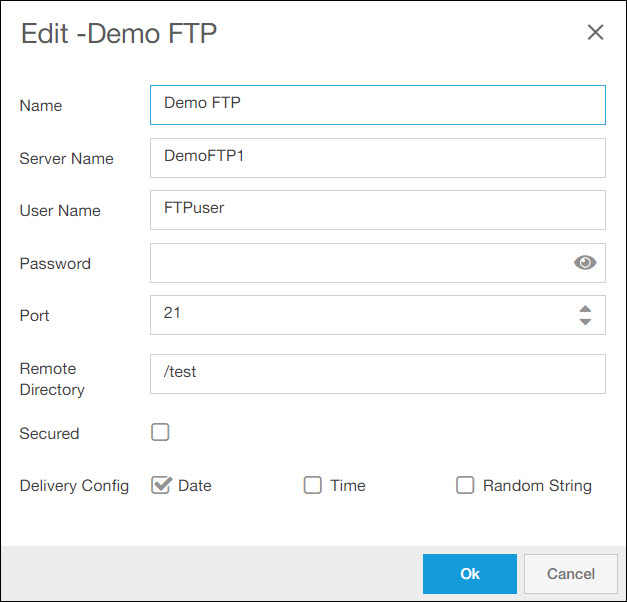 Edit -Demo FTP
Name Demo FTP
Server Name DemoFTP1
User Name FTPuser
Password
Port 21
Remote
Directory /test
Secured
Delivery Config Date Time Random String
Ok Cancel